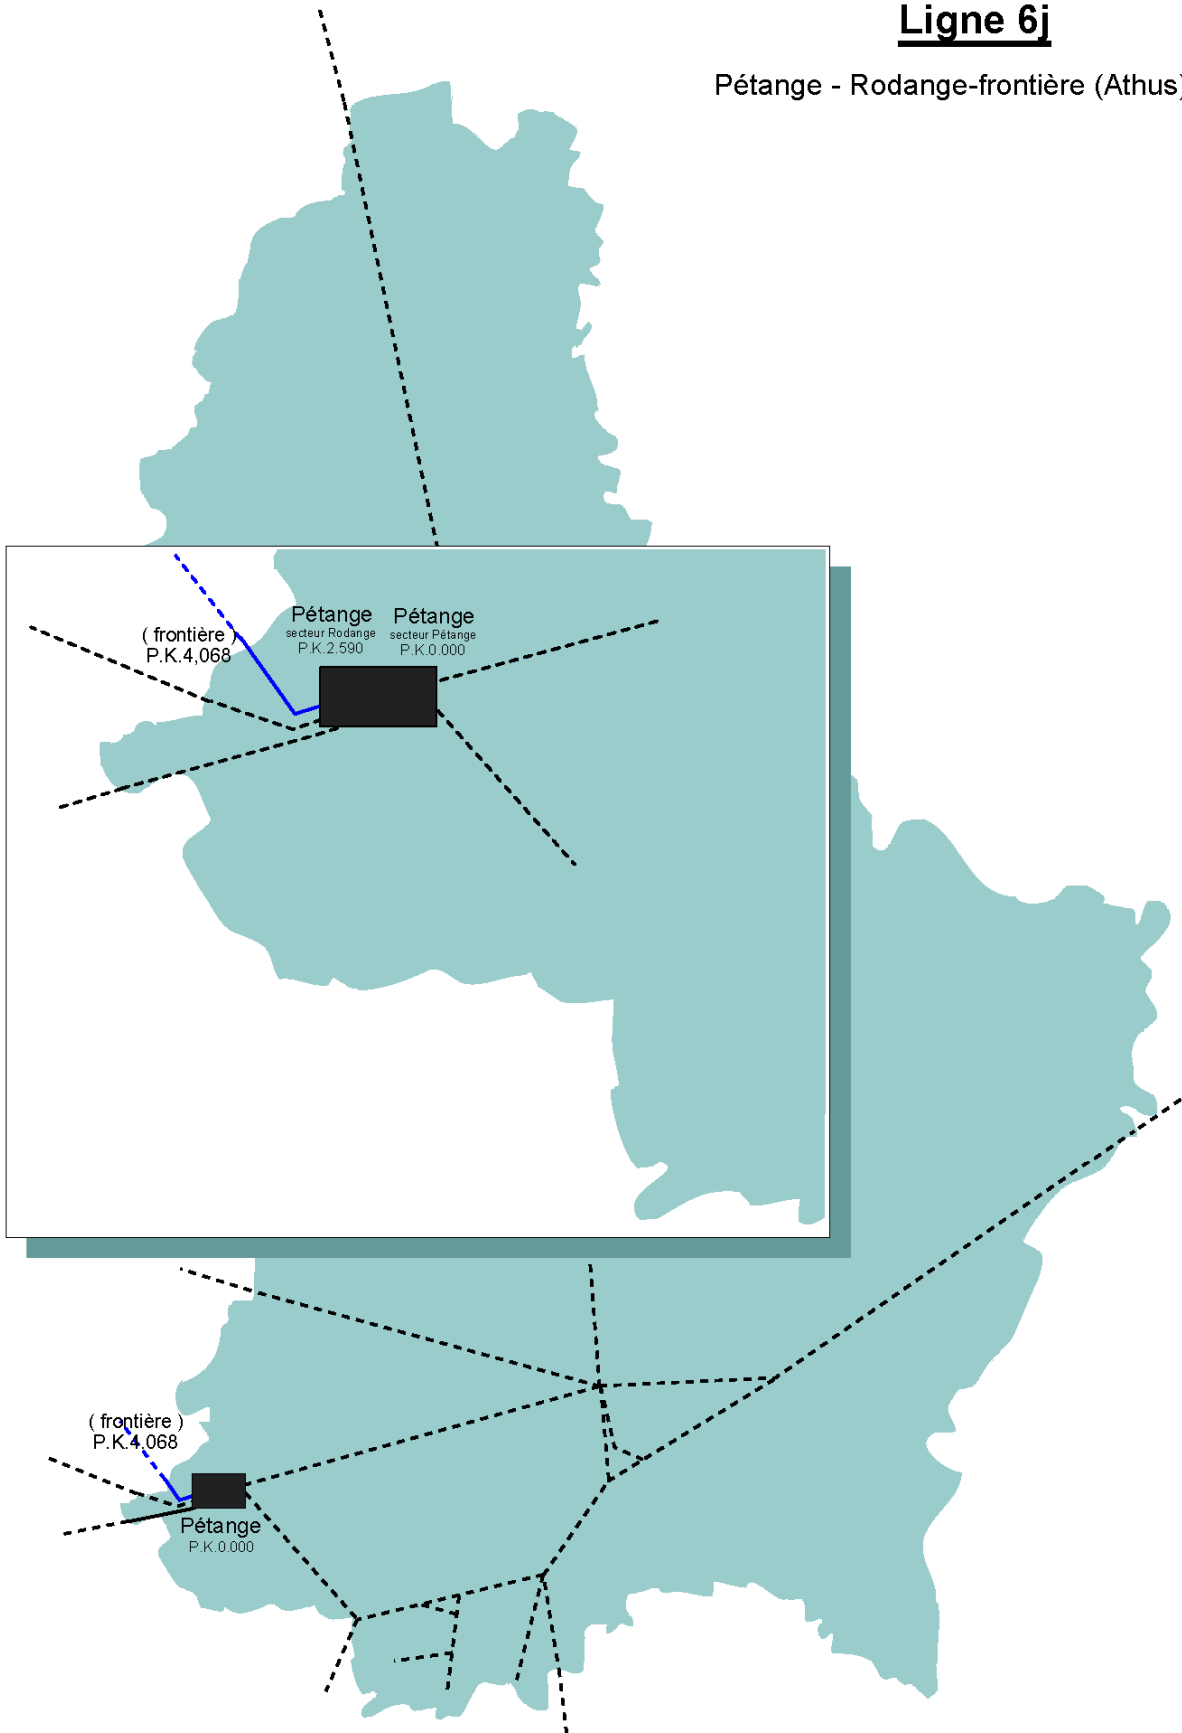 Ligne 6j
Pétange - Rodange-frontière (Athus)
Pétange
secteur Rodange
P.K.2.590
Pétange
secteur Pétange
P.K.0.000
( frontière )
P.K.4,068
( frontière )
P.K.4.068
Pétange
P.K.0.000